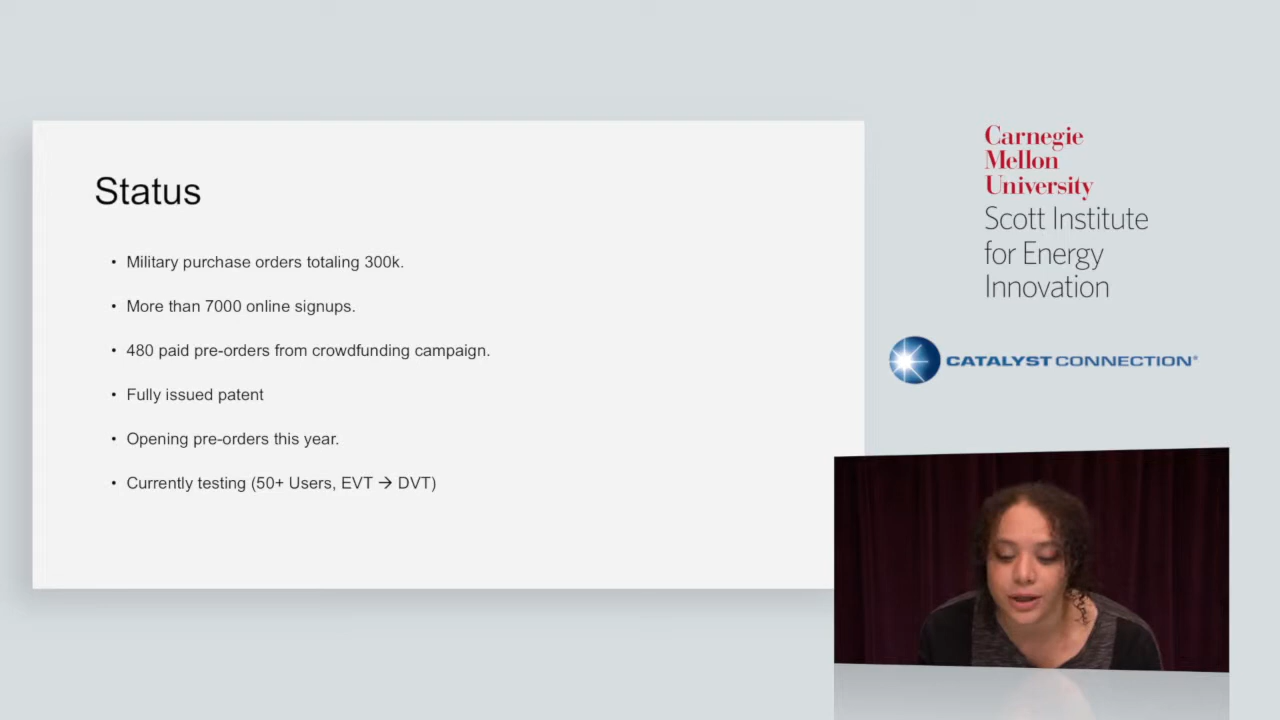 Status
• Military purchase orders totaling 300k.
• More than 7000 online signups.
• 480 paid pre-orders from crowdfunding campaign.
• Fully issued patent
• Opening pre-orders this year.
• Currently testing (50+ Users, EVT → DVT)
Carnegie
Mellon
University
Scott Institute
for Energy
Innovation
CATALYST CONNECTION®